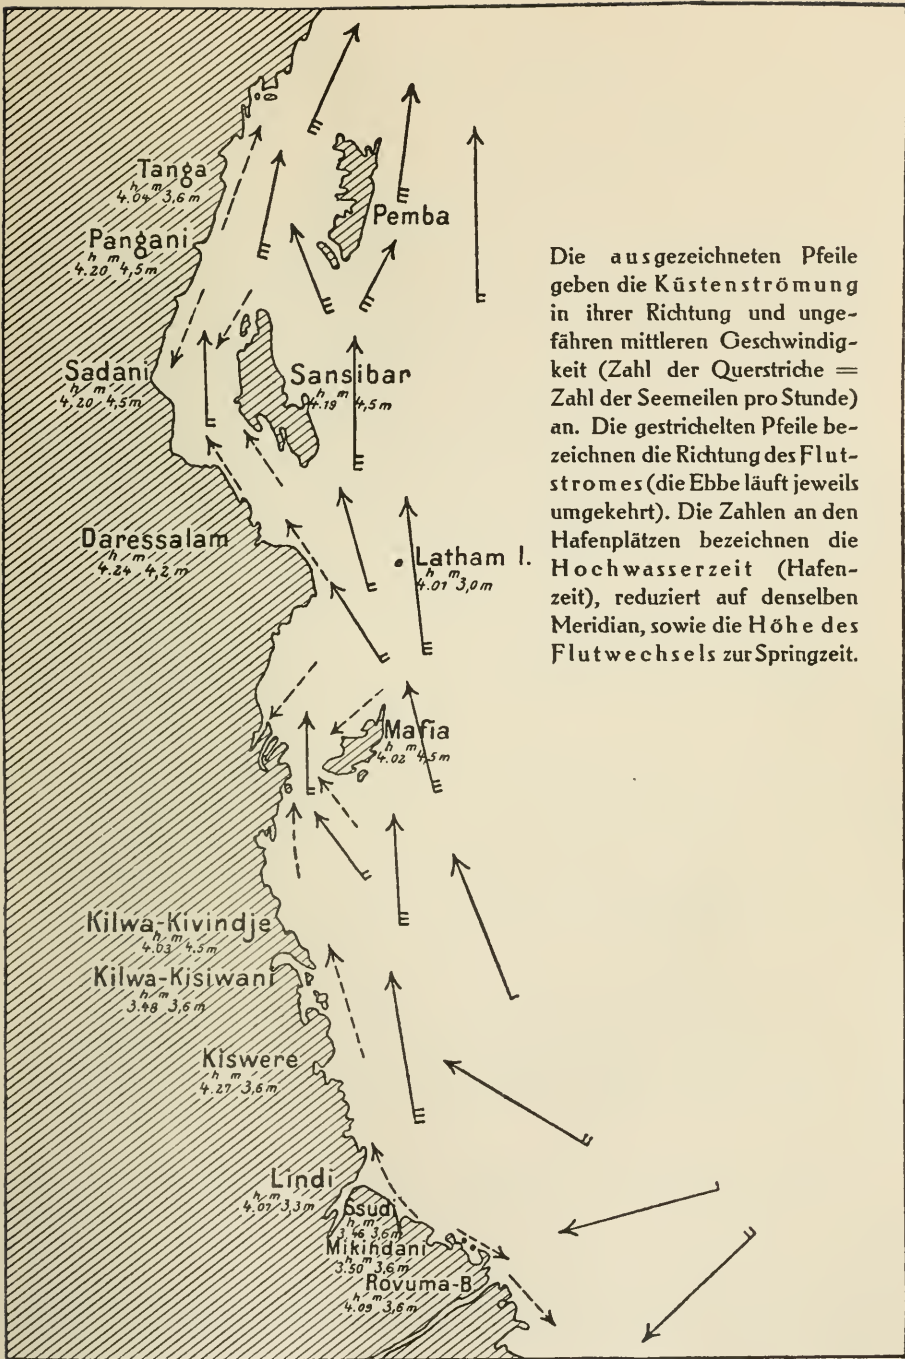 Tanga
h m
4.04 3,6 m
Pemba
Pangani
h m
4.20 4,5 m
Sadani
h m
4.20 4,5 m
Sansibar
h m
4.19 4,5 m
Daressalam
h m
4.24 4,2 m
Latham I.
h m
4.01 3,0 m
Mafia
h m
4.02 4,5 m
Kilwa-Kivindje
h m
4.03 4.5 m
Kilwa-Kisiwani
h m
3.48 3,6 m
Kiswere
h m
4.27 3,6 m
Lindi
h m
4.07 3,3 m
Ssudi
h m
3.46 3,6 m
Mikindani
h m
3.50 3,6 m
Rovuma-B.
h m
4.09 3,6 m
Die ausgezeichneten Pfeile
geben die Küstenströmung
in ihrer Richtung und unge-
fähren mittleren Geschwindig-
keit (Zahl der Querstriche =
Zahl der Seemeilen pro Stunde)
an. Die gestrichelten Pfeile be-
zeichnen die Richtung des Flut-
stromes (die Ebbe läuft jeweils
umgekehrt). Die Zahlen an den
Hafenplätzen bezeichnen die
Hochwasserzeit (Hafen-
zeit), reduziert auf denselben
Meridian, sowie die Höhe des
Flutwechsels zur Springzeit.